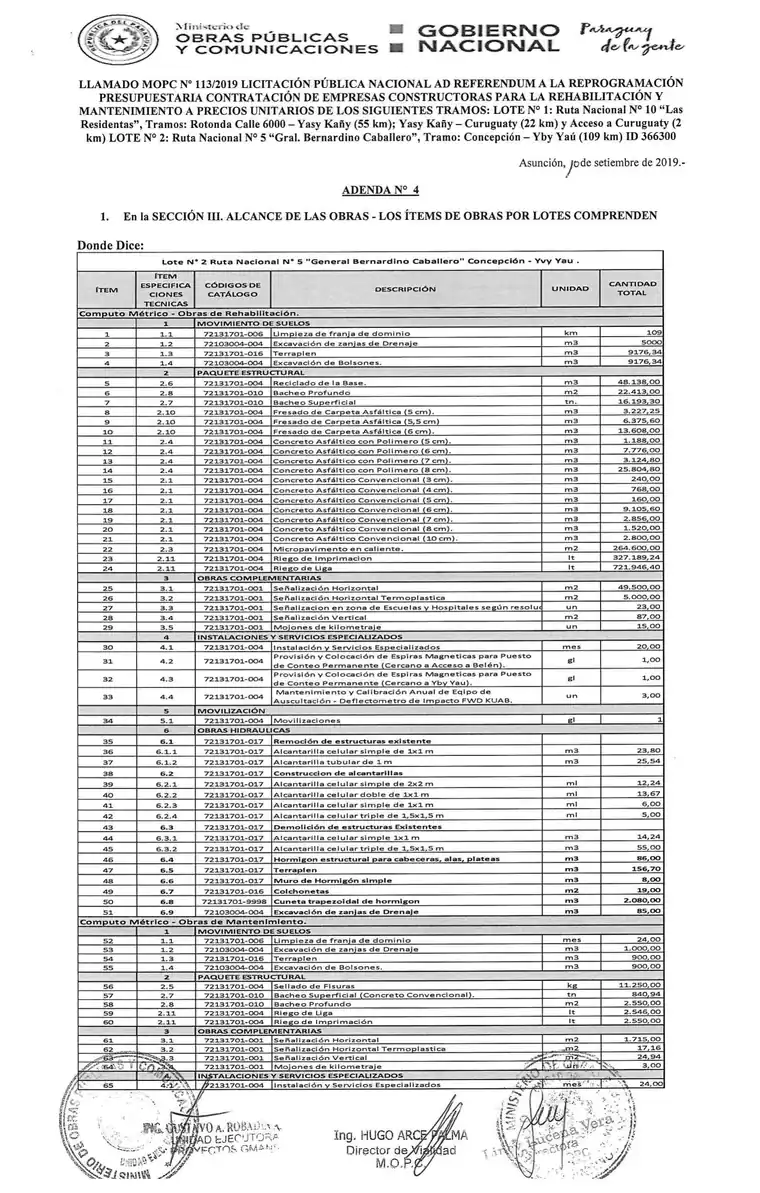 Ministerio de
OBRAS PÚBLICAS
Y COMUNICACIONES
GOBIERNO
NACIONAL
Paraguay
de la gente
LLAMADO MOPC Nº 113/2019 LICITACIÓN PÚBLICA NACIONAL AD REFERENDUM A LA REPROGRAMACIÓN
PRESUPUESTARIA CONTRATACIÓN DE EMPRESAS CONSTRUCTORAS PARA LA REHABILITACIÓN Y
MANTENIMIENTO A PRECIOS UNITARIOS DE LOS SIGUIENTES TRAMOS: LOTE Nº 1: Ruta Nacional Nº 10 “Las
Residentas”, Tramos: Rotonda Calle 6000 – Yasy Kañy (55 km); Yasy Kañy – Curuguaty (22 km) y Acceso a Curuguaty (2
km) LOTE Nº 2: Ruta Nacional Nº 5 “Gral. Bernardino Caballero”, Tramo: Concepción – Yby Yaú (109 km) ID 366300
Asunción, 10 de setiembre de 2019.-
ADENDA Nº 4
1. En la SECCIÓN III. ALCANCE DE LAS OBRAS - LOS ÍTEMS DE OBRAS POR LOTES COMPRENDEN
Donde Dice:
Lote N° 2 Ruta Nacional N° 5 "General Bernardino Caballero" Concepción - Yvy Yau .
ÍTEM ÍTEM ESPECIFICA CIONES TECNICAS CÓDIGOS DE CATÁLOGO DESCRIPCIÓN UNIDAD CANTIDAD TOTAL
Computo Métrico - Obras de Rehabilitación.
1 MOVIMIENTO DE SUELOS
1 1.1 72131701-006 Limpieza de franja de dominio km 109
2 1.2 72103004-004 Excavación de zanjas de Drenaje m3 5000
3 1.3 72131701-016 Terraplen m3 9176,34
4 1.4 72103004-004 Excavación de Bolsones. m3 9176,34
2 PAQUETE ESTRUCTURAL
5 2.6 72131701-004 Reciclado de la Base. m3 48.138,00
6 2.8 72131701-010 Bacheo Profundo m2 22.413,00
7 2.7 72131701-010 Bacheo Superficial tn. 16.193,30
8 2.10 72131701-004 Fresado de Carpeta Asfáltica (5 cm). m3 3.227,25
9 2.10 72131701-004 Fresado de Carpeta Asfáltica (5,5 cm) m3 6.375,60
10 2.10 72131701-004 Fresado de Carpeta Asfáltica (6 cm). m3 13.608,00
11 2.4 72131701-004 Concreto Asfáltico con Polimero (5 cm). m3 1.188,00
12 2.4 72131701-004 Concreto Asfáltico con Polimero (6 cm). m3 7.776,00
13 2.4 72131701-004 Concreto Asfáltico con Polimero (7 cm). m3 3.124,80
14 2.4 72131701-004 Concreto Asfáltico con Polimero (8 cm). m3 25.804,80
15 2.1 72131701-004 Concreto Asfáltico Convencional (3 cm). m3 240,00
16 2.1 72131701-004 Concreto Asfáltico Convencional (4 cm). m3 768,00
17 2.1 72131701-004 Concreto Asfáltico Convencional (5 cm). m3 160,00
18 2.1 72131701-004 Concreto Asfáltico Convencional (6 cm). m3 9.105,60
19 2.1 72131701-004 Concreto Asfáltico Convencional (7 cm). m3 2.856,00
20 2.1 72131701-004 Concreto Asfáltico Convencional (8 cm). m3 1.520,00
21 2.1 72131701-004 Concreto Asfáltico Convencional (10 cm). m3 2.800,00
22 2.3 72131701-004 Micropavimento en caliente. m2 264.600,00
23 2.11 72131701-004 Riego de Imprimacion lt 327.189,24
24 2.11 72131701-004 Riego de Liga lt 721.946,40
3 OBRAS COMPLEMENTARIAS
25 3.1 72131701-001 Señalización Horizontal m2 49.500,00
26 3.2 72131701-001 Señalización Horizontal Termoplastica m2 5.000,00
27 3.3 72131701-001 Señalizacion en zona de Escuelas y Hospitales según resoluc un 23,00
28 3.4 72131701-001 Señalización Vertical m2 87,00
29 3.5 72131701-001 Mojones de kilometraje un 15,00
4 INSTALACIONES Y SERVICIOS ESPECIALIZADOS
30 4.1 72131701-004 Instalación y Servicios Especializados mes 20,00
31 4.2 72131701-004 Provisión y Colocación de Espiras Magneticas para Puesto de Conteo Permanente (Cercano a Acceso a Belén). gl 1,00
32 4.3 72131701-004 Provisión y Colocación de Espiras Magneticas para Puesto de Conteo Permanente (Cercano a Yby Yau). gl 1,00
33 4.4 72131701-004 Mantenimiento y Calibración Anual de Eqipo de Auscultación - Deflectometro de Impacto FWD KUAB. un 3,00
5 MOVILIZACIÓN
34 5.1 72131701-004 Movilizaciones gl 1
6 OBRAS HIDRAULICAS
35 6.1 72131701-017 Remoción de estructuras existente
36 6.1.1 72131701-017 Alcantarilla celular simple de 1x1 m m3 23,80
37 6.1.2 72131701-017 Alcantarilla tubular de 1 m m3 25,54
38 6.2 72131701-017 Construccion de alcantarillas
39 6.2.1 72131701-017 Alcantarilla celular simple de 2x2 m ml 12,24
40 6.2.2 72131701-017 Alcantarilla celular doble de 1x1 m ml 13,67
41 6.2.3 72131701-017 Alcantarilla celular simple de 1x1 m ml 6,00
42 6.2.4 72131701-017 Alcantarilla celular triple de 1,5x1,5 m ml 5,00
43 6.3 72131701-017 Demolición de estructuras Existentes
44 6.3.1 72131701-017 Alcantarilla celular simple 1x1 m m3 14,24
45 6.3.2 72131701-017 Alcantarilla celular triple de 1,5x1,5 m m3 55,00
46 6.4 72131701-017 Hormigon estructural para cabeceras, alas, plateas m3 86,00
47 6.5 72131701-017 Terraplen m3 156,70
48 6.6 72131701-017 Muro de Hormigón simple m3 8,00
49 6.7 72131701-016 Colchonetas m2 19,00
50 6.8 72131701-9998 Cuneta trapezoidal de hormigon m3 2.080,00
51 6.9 72103004-004 Excavación de zanjas de Drenaje m3 85,00
Computo Métrico - Obras de Mantenimiento.
1 MOVIMIENTO DE SUELOS
52 1.1 72131701-006 Limpieza de franja de dominio mes 24,00
53 1.2 72103004-004 Excavación de zanjas de Drenaje m3 1.000,00
54 1.3 72131701-016 Terraplen m3 900,00
55 1.4 72103004-004 Excavación de Bolsones. m3 900,00
2 PAQUETE ESTRUCTURAL
56 2.5 72131701-004 Sellado de Fisuras kg 11.250,00
57 2.7 72131701-010 Bacheo Superficial (Concreto Convencional). tn 840,94
58 2.8 72131701-010 Bacheo Profundo m2 2.550,00
59 2.11 72131701-004 Riego de Liga lt 2.546,00
60 2.11 72131701-004 Riego de Imprimación lt 2.550,00
3 OBRAS COMPLEMENTARIAS
61 3.1 72131701-001 Señalización Horizontal m2 1.715,00
62 3.2 72131701-001 Señalización Horizontal Termoplastica m2 17,16
63 3.3 72131701-001 Señalización Vertical m2 24,94
64 72131701-001 Mojones de kilometraje un 3,00
INSTALACIONES Y SERVICIOS ESPECIALIZADOS
65 4.1 72131701-004 Instalación y Servicios Especializados mes 24,00
ING. GUSTAVO A.
UNIDAD EJECUTORA
PROYECTOS GMANS
Ing. HUGO ARCE PALMA
Director de Vialidad
M.O.P.C.
Lucena Vera
Directora